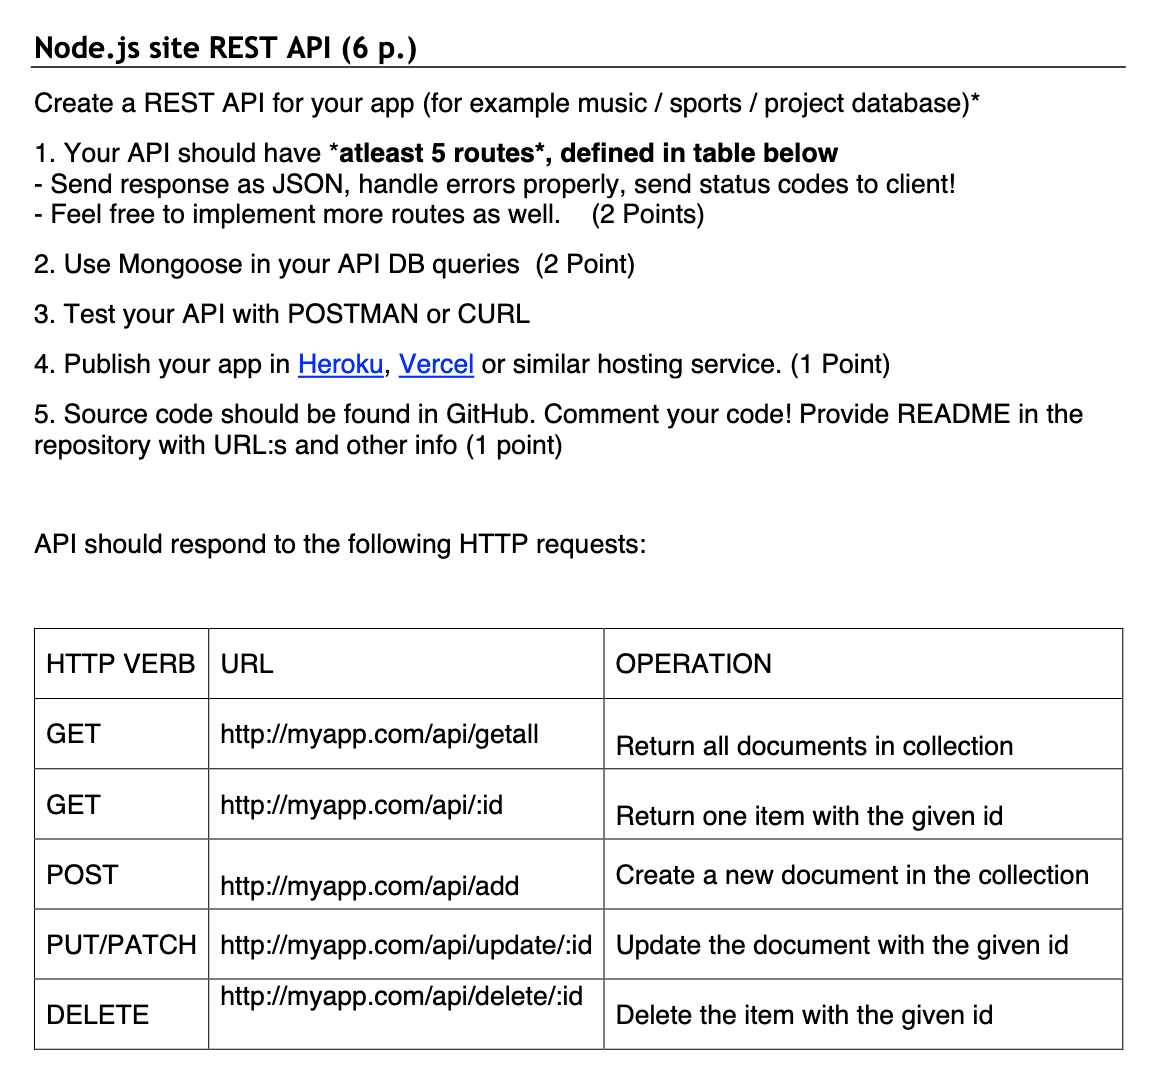 Node.js site REST API (6 p.)
Create a REST API for your app (for example music / sports / project database)*
1. Your API should have *atleast 5 routes*, defined in table below
- Send response as JSON, handle errors properly, send status codes to client!
- Feel free to implement more routes as well. (2 Points)
2. Use Mongoose in your API DB queries (2 Point)
3. Test your API with POSTMAN or CURL
4. Publish your app in Heroku, Vercel or similar hosting service. (1 Point)
5. Source code should be found in GitHub. Comment your code! Provide README in the
repository with URL:s and other info (1 point)
API should respond to the following HTTP requests:
HTTP VERB URL OPERATION
GET http://myapp.com/api/getall Return all documents in collection
GET http://myapp.com/api/:id Return one item with the given id
POST http://myapp.com/api/add Create a new document in the collection
PUT/PATCH http://myapp.com/api/update/:id Update the document with the given id
DELETE http://myapp.com/api/delete/:id Delete the item with the given id